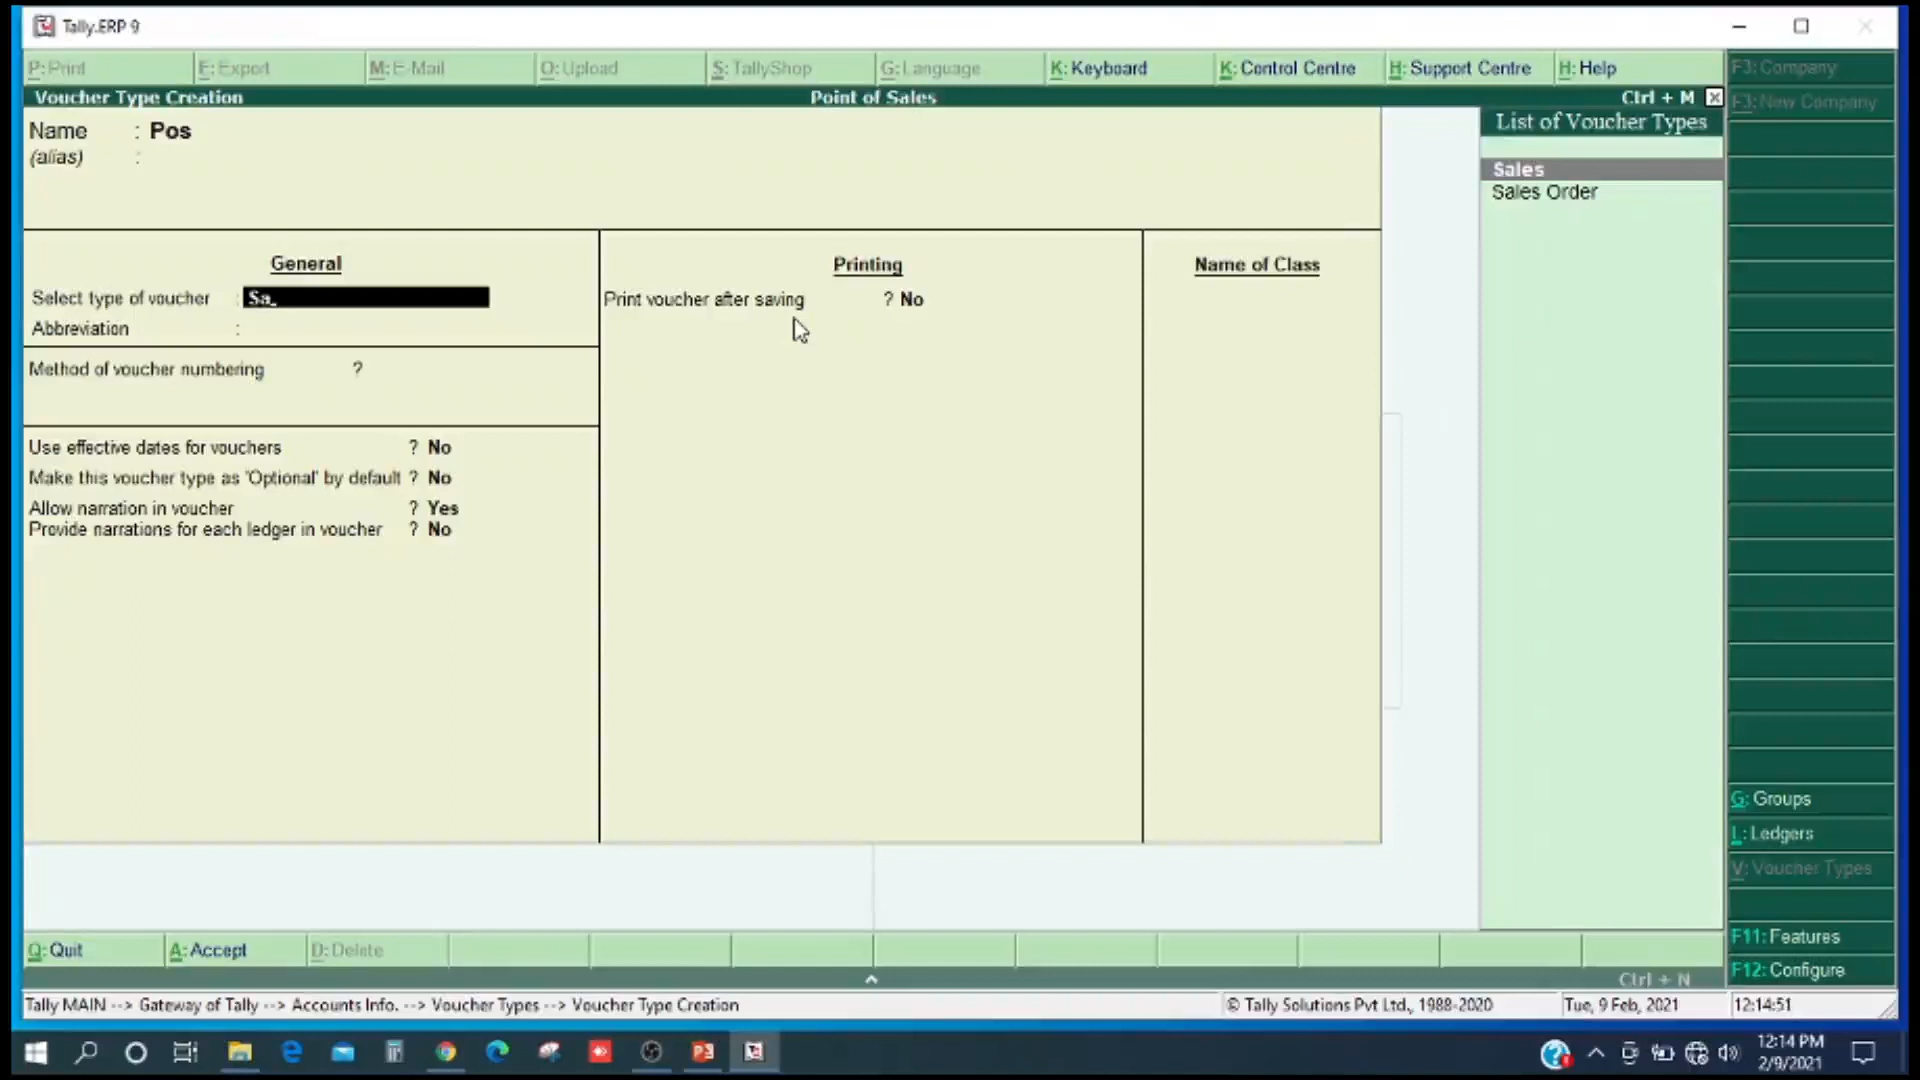 Tally.ERP 9
P: Print E: Export M: E-Mail O: Upload S: TallyShop G: Language K: Keyboard K: Control Centre H: Support Centre H: Help F3: Company
Voucher Type Creation Point of Sales Ctrl + M F3: New Company
Name : Pos
(alias) :
List of Voucher Types
Sales
Sales Order
General
Select type of voucher : Sa
Abbreviation :
Method of voucher numbering ?
Use effective dates for vouchers ? No
Make this voucher type as 'Optional' by default ? No
Allow narration in voucher ? Yes
Provide narrations for each ledger in voucher ? No
Printing
Print voucher after saving ? No
Name of Class
G: Groups
L: Ledgers
V: Voucher Types
F11: Features
F12: Configure
Q: Quit A: Accept D: Delete
Ctrl + N
Tally MAIN --> Gateway of Tally --> Accounts Info. --> Voucher Types --> Voucher Type Creation © Tally Solutions Pvt Ltd., 1988-2020 Tue, 9 Feb, 2021 12:14:51
12:14 PM
2/9/2021